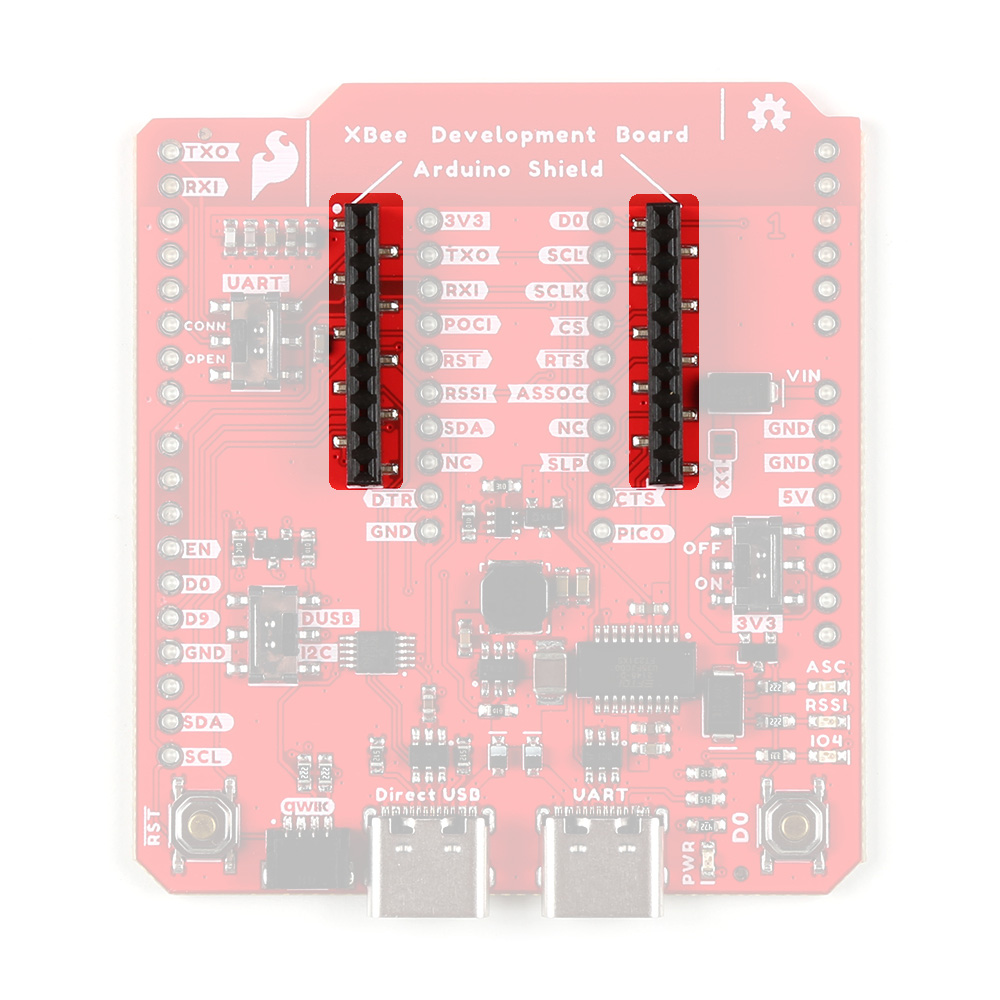 XBee Development Board
Arduino Shield
TXO
RXI
1
3V3
D0
TXO
SCL
UART
RXI
SCLK
CONN
POCI
CS
OPEN
RST
RTS
VIN
RSSI
ASSOC
SDA
NC
GND
NC
SLP
X1
GND
DTR
CTS
5V
GND
PICO
EN
OFF
D0
ON
D9
DUSB
3V3
GND
I2C
ASC
RSSI
SDA
IO4
SCL
Direct USB
UART
qwiic
RST
D0
PWR